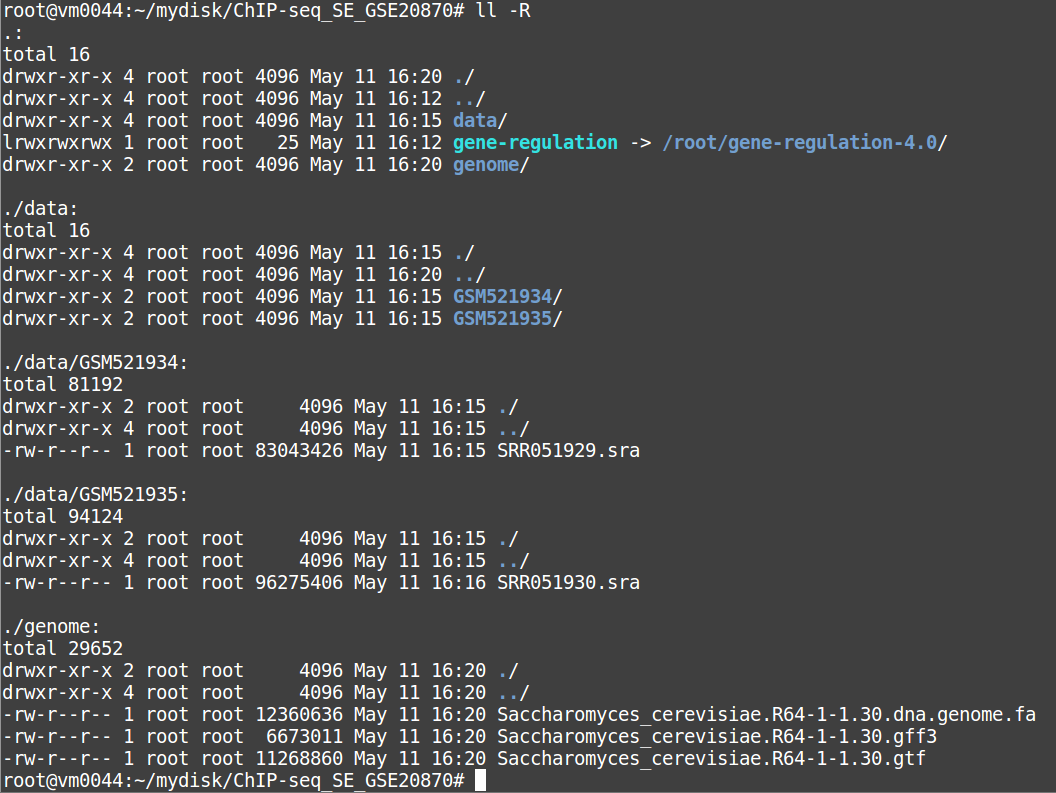 root@vm0044:~/mydisk/ChIP-seq_SE_GSE20870# ll -R
.:
total 16
drwxr-xr-x 4 root root 4096 May 11 16:20 ./
drwxr-xr-x 4 root root 4096 May 11 16:12 ../
drwxr-xr-x 4 root root 4096 May 11 16:15 data/
lrwxrwxrwx 1 root root   25 May 11 16:12 gene-regulation -> /root/gene-regulation-4.0/
drwxr-xr-x 2 root root 4096 May 11 16:20 genome/

./data:
total 16
drwxr-xr-x 4 root root 4096 May 11 16:15 ./
drwxr-xr-x 4 root root 4096 May 11 16:20 ../
drwxr-xr-x 2 root root 4096 May 11 16:15 GSM521934/
drwxr-xr-x 2 root root 4096 May 11 16:15 GSM521935/

./data/GSM521934:
total 81192
drwxr-xr-x 2 root root     4096 May 11 16:15 ./
drwxr-xr-x 4 root root     4096 May 11 16:15 ../
-rw-r--r-- 1 root root 83043426 May 11 16:15 SRR051929.sra

./data/GSM521935:
total 94124
drwxr-xr-x 2 root root     4096 May 11 16:15 ./
drwxr-xr-x 4 root root     4096 May 11 16:15 ../
-rw-r--r-- 1 root root 96275406 May 11 16:16 SRR051930.sra

./genome:
total 29652
drwxr-xr-x 2 root root     4096 May 11 16:20 ./
drwxr-xr-x 4 root root     4096 May 11 16:20 ../
-rw-r--r-- 1 root root 12360636 May 11 16:20 Saccharomyces_cerevisiae.R64-1-1.30.dna.genome.fa
-rw-r--r-- 1 root root  6673011 May 11 16:20 Saccharomyces_cerevisiae.R64-1-1.30.gff3
-rw-r--r-- 1 root root 11268860 May 11 16:20 Saccharomyces_cerevisiae.R64-1-1.30.gtf
root@vm0044:~/mydisk/ChIP-seq_SE_GSE20870#